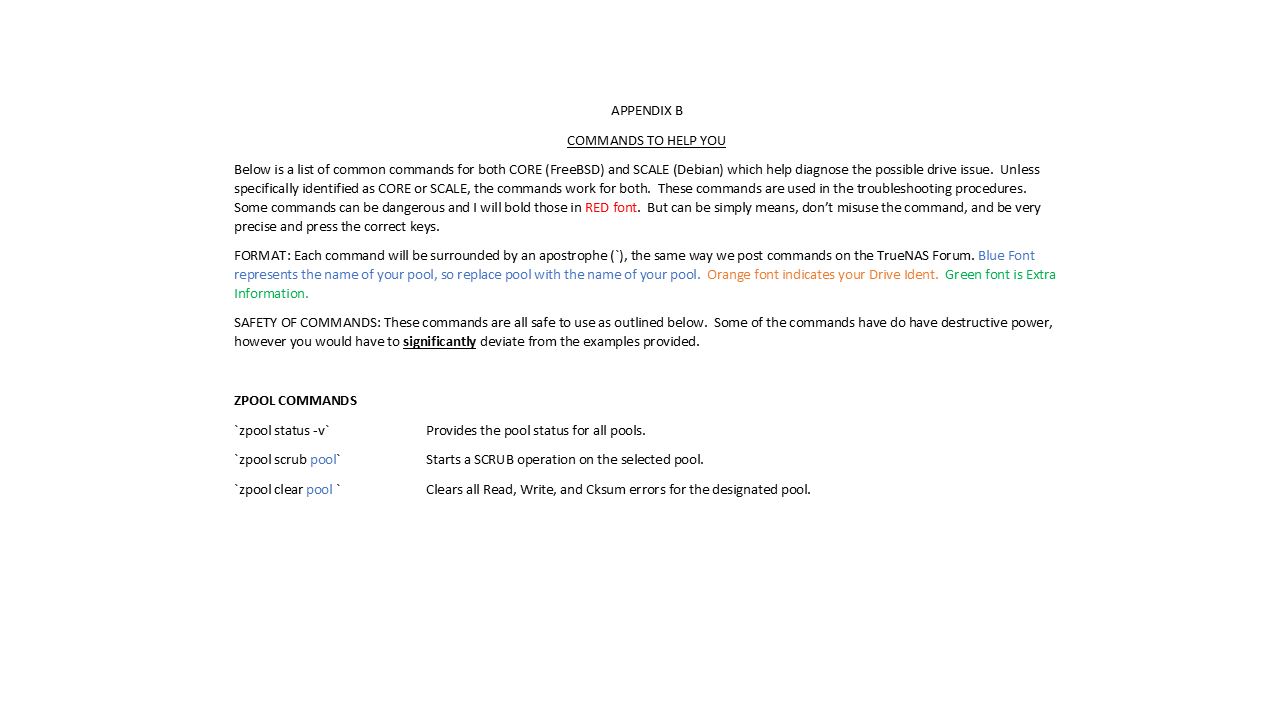 APPENDIX B
COMMANDS TO HELP YOU
Below is a list of common commands for both CORE (FreeBSD) and SCALE (Debian) which help diagnose the possible drive issue.  Unless
specifically identified as CORE or SCALE, the commands work for both.  These commands are used in the troubleshooting procedures.
Some commands can be dangerous and I will bold those in RED font.  But can be simply means, don’t misuse the command, and be very
precise and press the correct keys.
FORMAT: Each command will be surrounded by an apostrophe (`), the same way we post commands on the TrueNAS Forum. Blue Font
represents the name of your pool, so replace pool with the name of your pool.  Orange font indicates your Drive Ident.  Green font is Extra
Information.
SAFETY OF COMMANDS: These commands are all safe to use as outlined below.  Some of the commands have do have destructive power,
however you would have to significantly deviate from the examples provided.
ZPOOL COMMANDS
`zpool status -v` Provides the pool status for all pools.
`zpool scrub pool` Starts a SCRUB operation on the selected pool.
`zpool clear pool ` Clears all Read, Write, and Cksum errors for the designated pool.